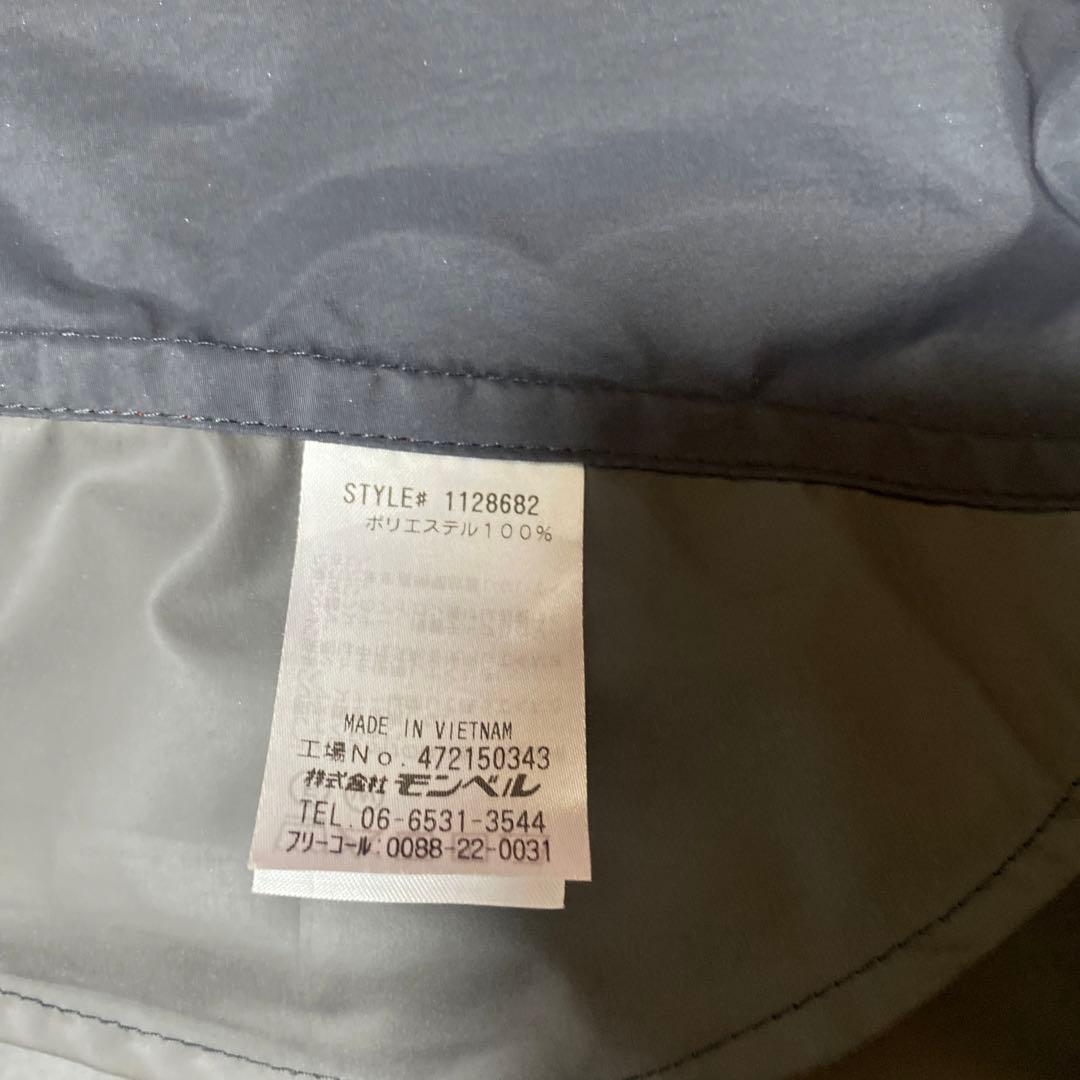 STYLE# 1128682
ポリエステル100%
MADE IN VIETNAM
工場No. 472150343
株式会社 モンベル
TEL. 06-6531-3544
フリーコール: 0088-22-0031